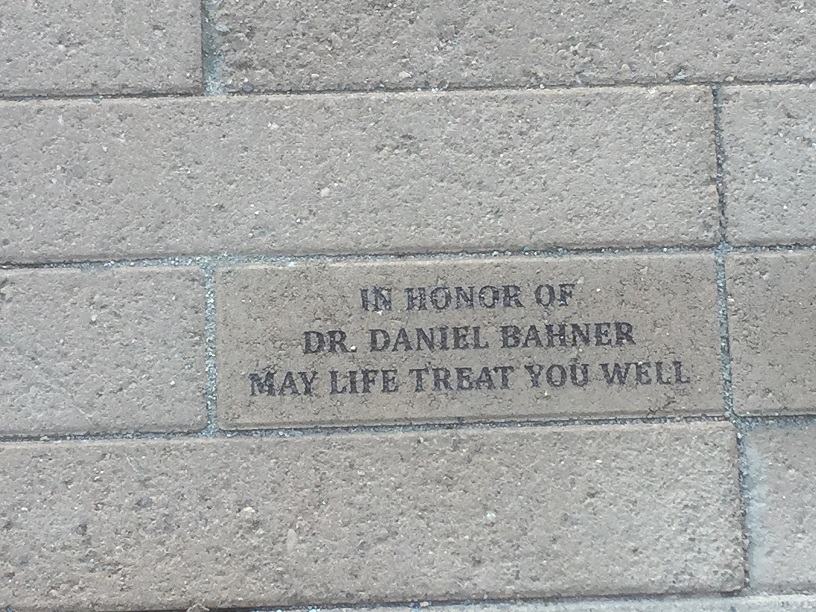 IN HONOR OF
DR. DANIEL BAHNER
MAY LIFE TREAT YOU WELL